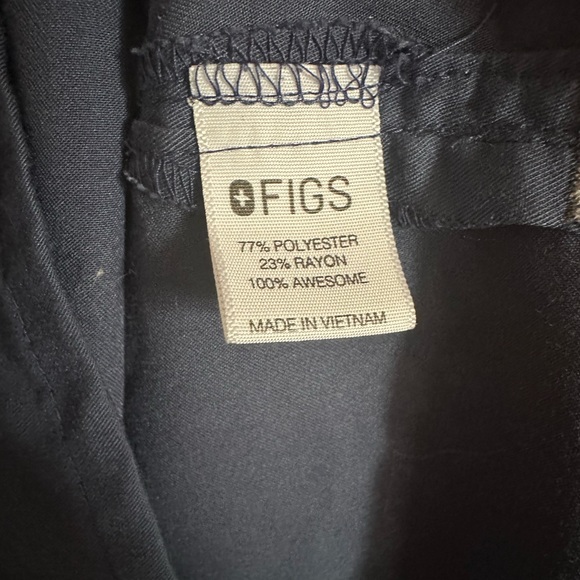 FIGS
77% POLYESTER
23% RAYON
100% AWESOME
MADE IN VIETNAM